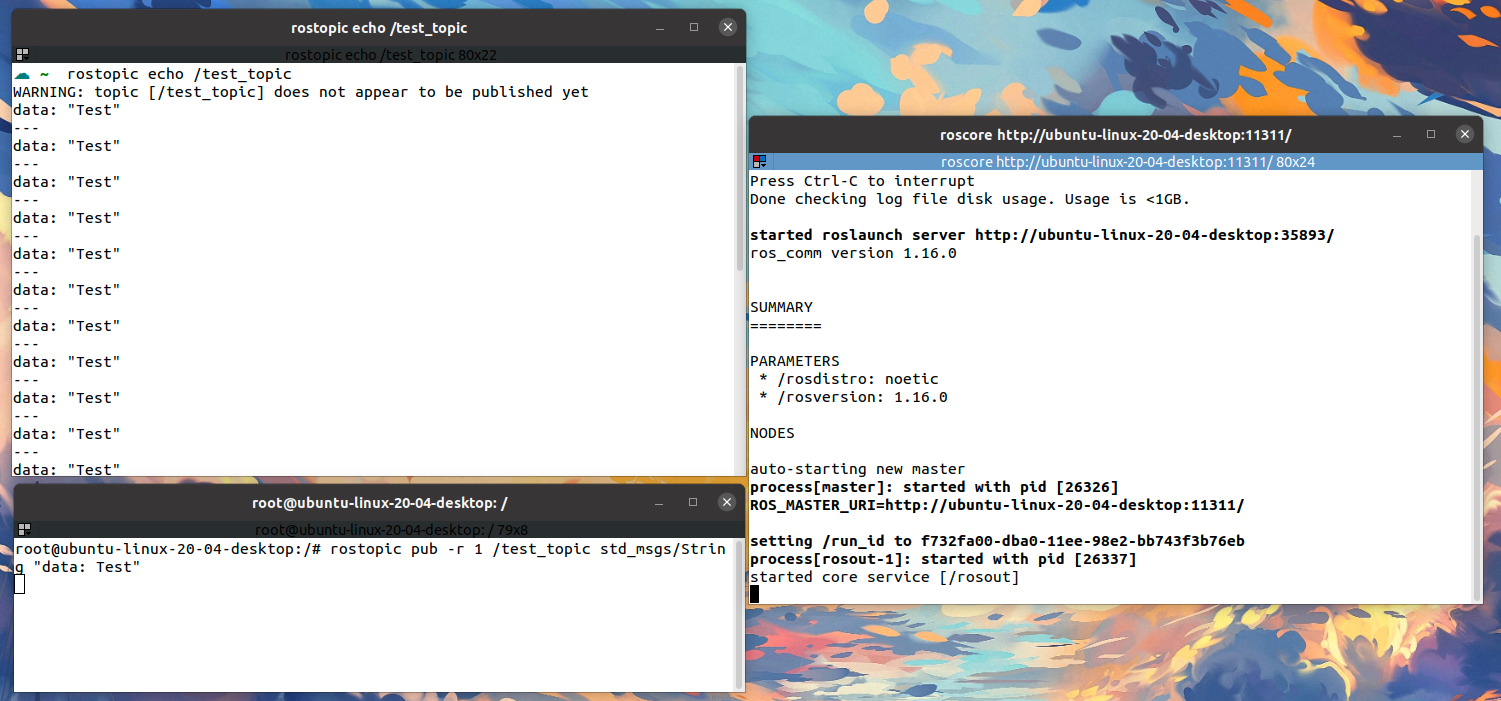 rostopic echo /test_topic
rostopic echo /test_topic 80x22
~ rostopic echo /test_topic
WARNING: topic [/test_topic] does not appear to be published yet
data: "Test"
---
data: "Test"
---
data: "Test"
---
data: "Test"
---
data: "Test"
---
data: "Test"
---
data: "Test"
---
data: "Test"
---
data: "Test"
---
data: "Test"
---
data: "Test"
root@ubuntu-linux-20-04-desktop: /
root@ubuntu-linux-20-04-desktop: / 79x8
root@ubuntu-linux-20-04-desktop:/# rostopic pub -r 1 /test_topic std_msgs/Strin
g "data: Test"
roscore http://ubuntu-linux-20-04-desktop:11311/
roscore http://ubuntu-linux-20-04-desktop:11311/ 80x24
Press Ctrl-C to interrupt
Done checking log file disk usage. Usage is <1GB.
started roslaunch server http://ubuntu-linux-20-04-desktop:35893/
ros_comm version 1.16.0
SUMMARY
========
PARAMETERS
* /rosdistro: noetic
* /rosversion: 1.16.0
NODES
auto-starting new master
process[master]: started with pid [26326]
ROS_MASTER_URI=http://ubuntu-linux-20-04-desktop:11311/
setting /run_id to f732fa00-dba0-11ee-98e2-bb743f3b76eb
process[rosout-1]: started with pid [26337]
started core service [/rosout]